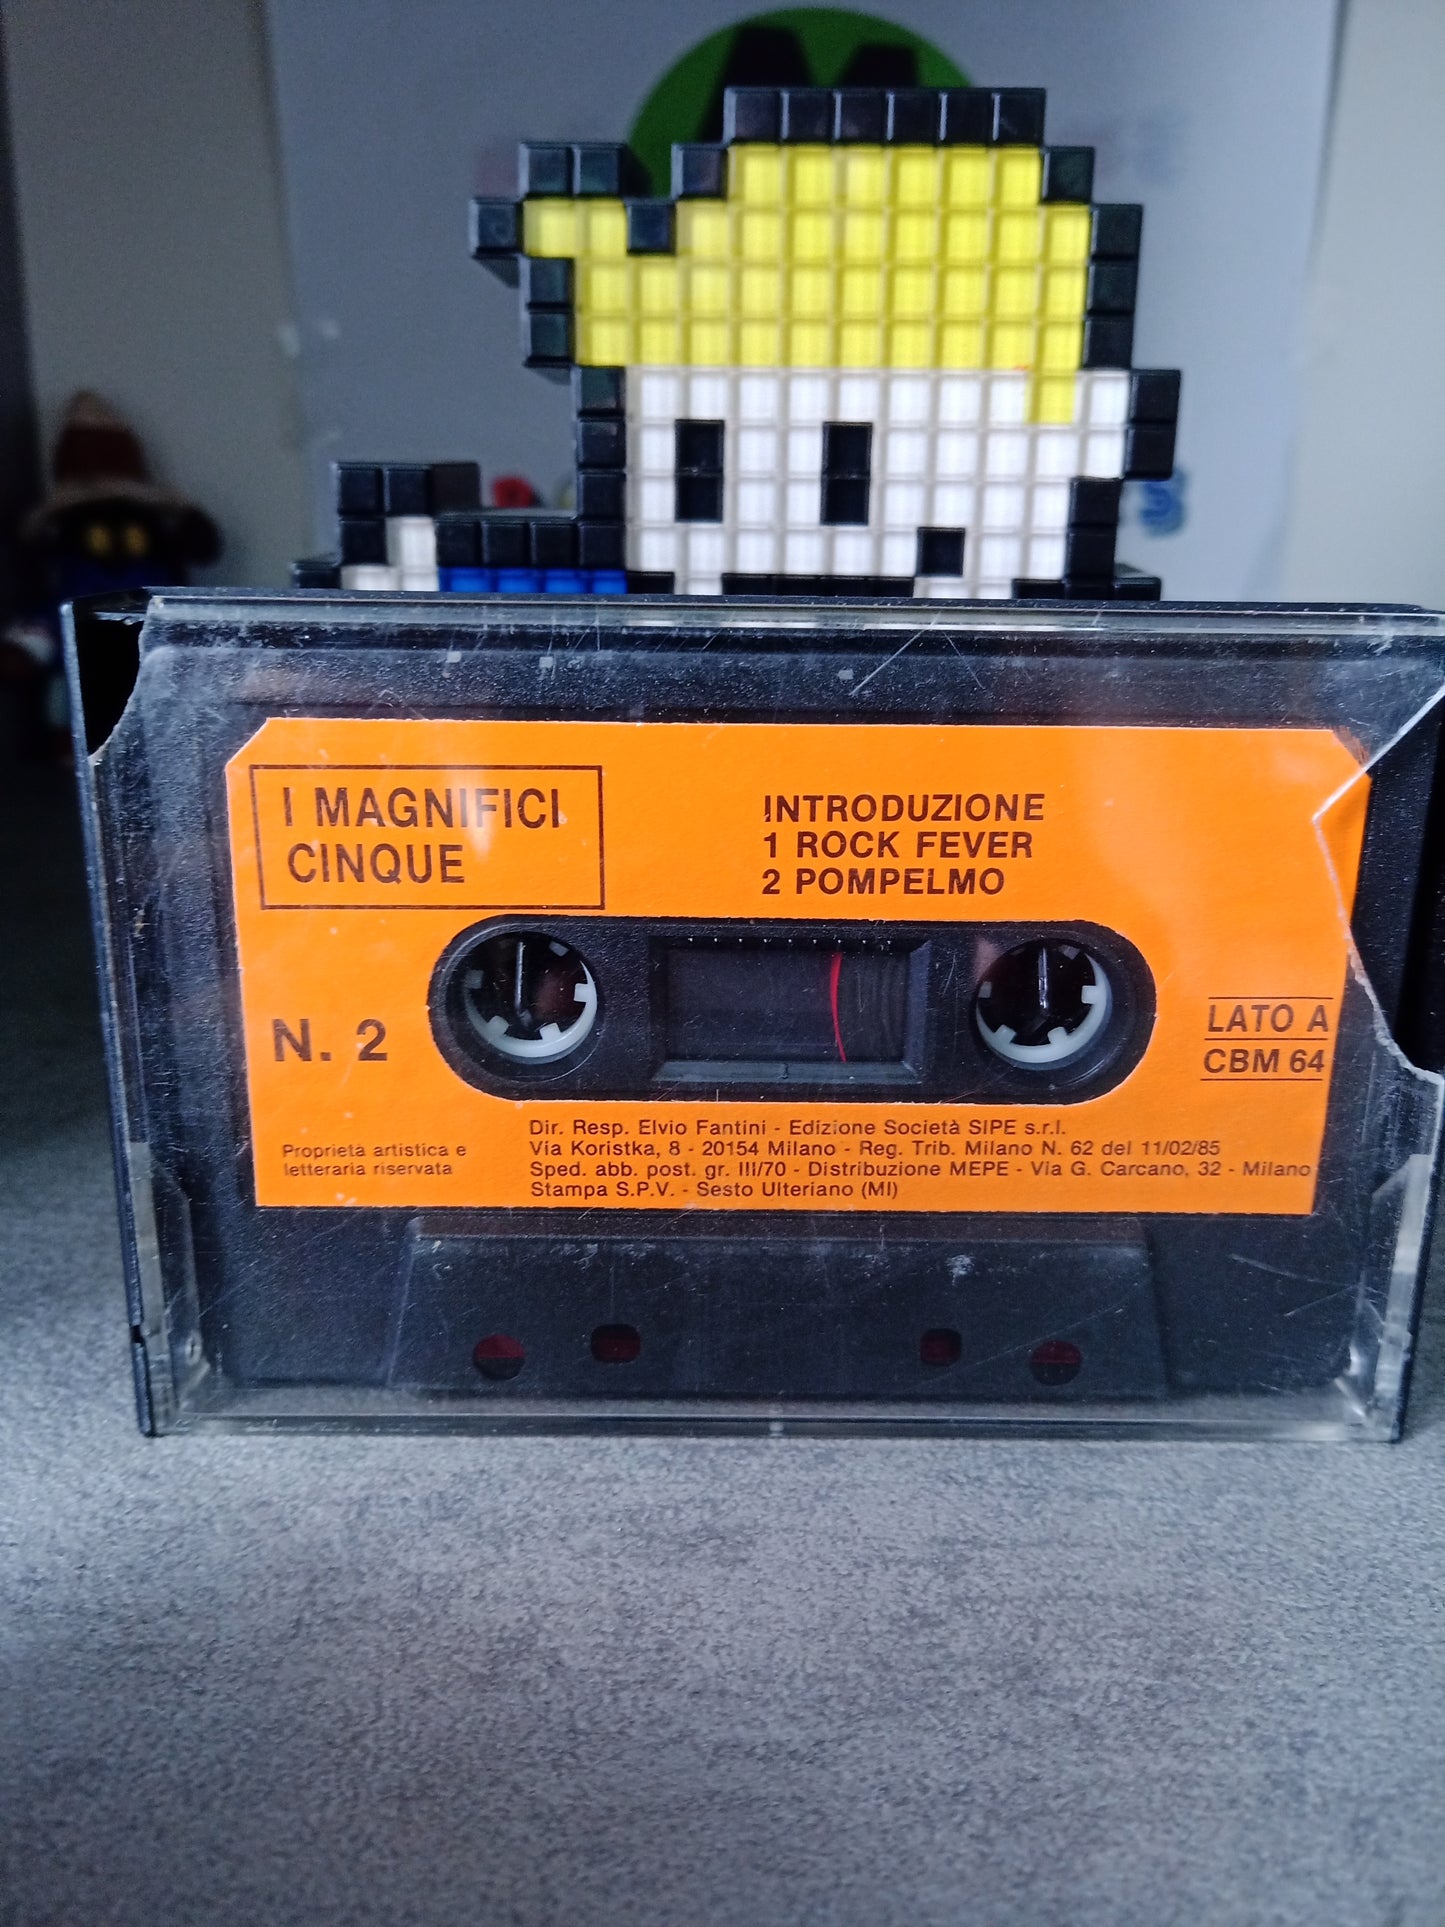 I MAGNIFICI
CINQUE
INTRODUZIONE
1 ROCK FEVER
2 POMPELMO
N. 2
LATO A
CBM 64
Proprietà artistica e
letteraria riservata
Dir. Resp. Elvio Fantini - Edizione Società SIPE s.r.l.
Via Koristka, 8 - 20154 Milano - Reg. Trib. Milano N. 62 del 11/02/85
Sped. abb. post. gr. III/70 - Distribuzione MEPE - Via G. Carcano, 32 - Milano
Stampa S.P.V. - Sesto Ulteriano (MI)